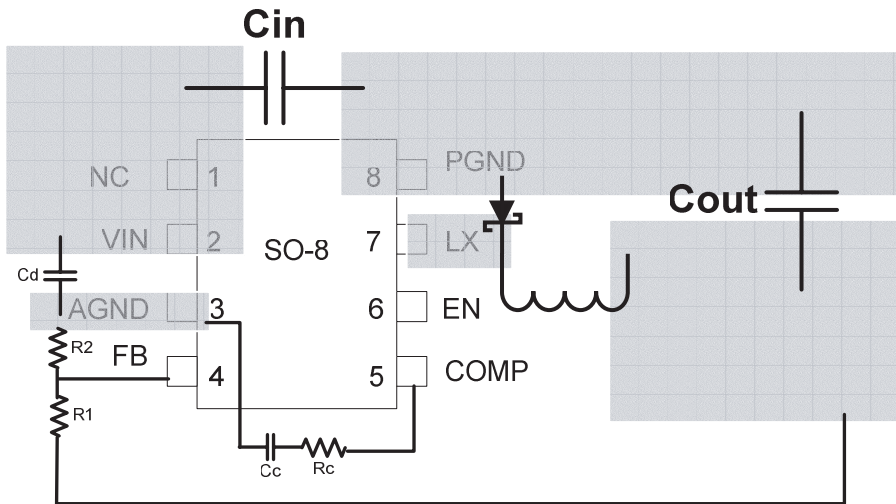 Cin
NC 1 8 PGND
Cout
VIN 2 SO-8 7 LX
Cd
AGND 3 6 EN
R2 FB 4 5 COMP
R1
Cc Rc